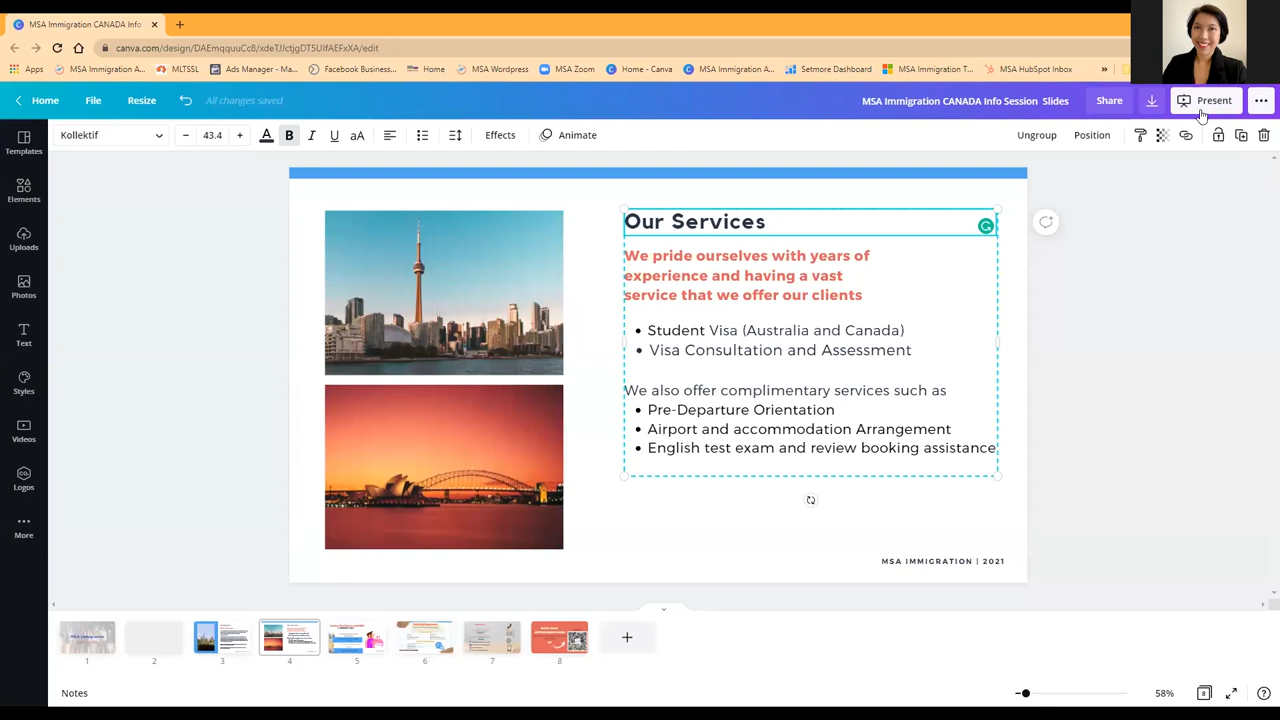 MSA Immigration CANADA Info
canva.com/design/DAEmqquuCc8/xdeTJJctjgDT5UIfAEFxXA/edit
Apps
MSA Immigration A...
MLTSSL
Ads Manager - Ma...
Facebook Business...
Home
MSA Wordpress
MSA Zoom
Home - Canva
MSA Immigration A...
Setmore Dashboard
MSA Immigration T...
MSA HubSpot Inbox
Home
File
Resize
All changes saved
MSA Immigration CANADA Info Session Slides
Share
Present
Kollektif
43.4
A
B
I
U
aA
Effects
Animate
Ungroup
Position
Templates
Elements
Uploads
Photos
Text
Styles
Videos
Logos
More
Our Services
We pride ourselves with years of
experience and having a vast
service that we offer our clients
Student Visa (Australia and Canada)
Visa Consultation and Assessment
We also offer complimentary services such as
Pre-Departure Orientation
Airport and accommodation Arrangement
English test exam and review booking assistance
MSA IMMIGRATION | 2021
1
2
3
4
5
6
7
8
Notes
58%
8